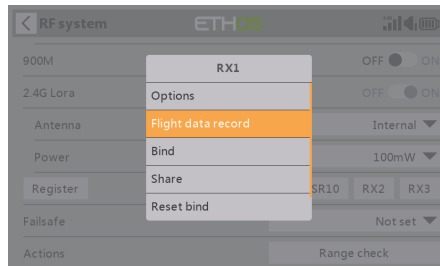 RF system ETHOS
900M OFF ON
RX1
2.4G Lora OFF ON
Options
Antenna Internal
Flight data record
Power 100mW
Bind
Register SR10 RX2 RX3
Share
Failsafe Not set
Reset bind
Actions Range check